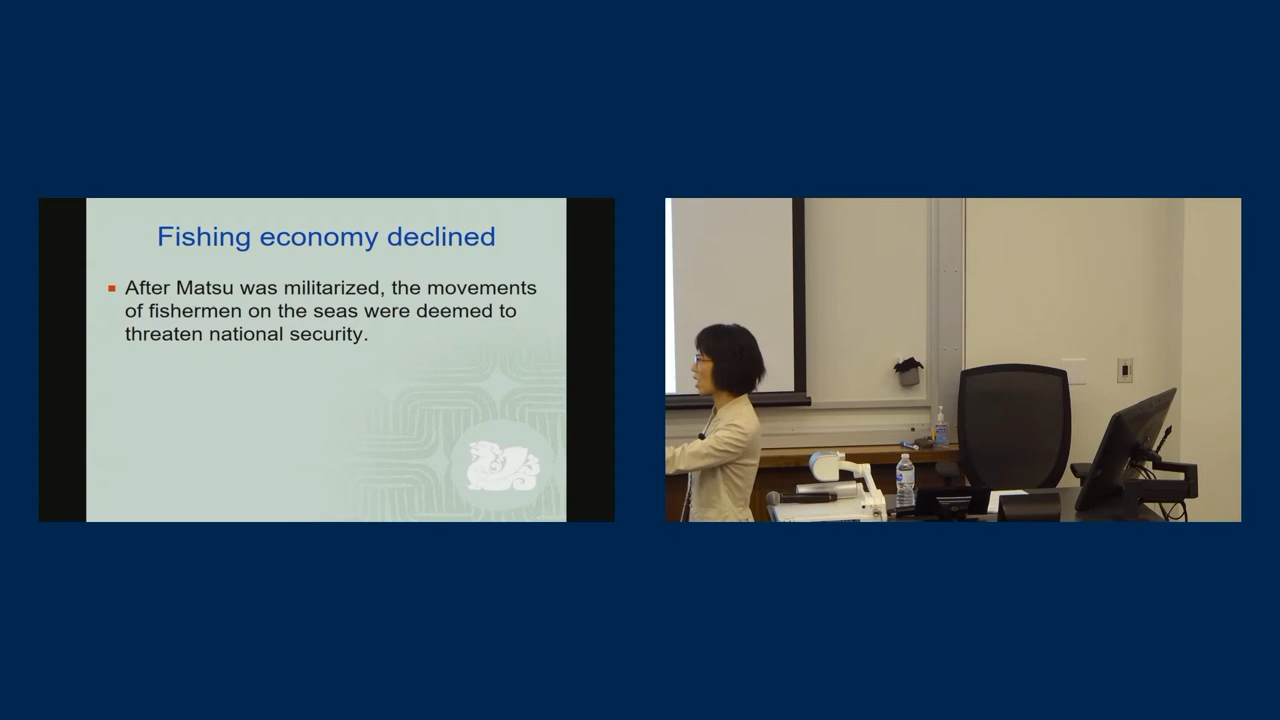 Fishing economy declined
After Matsu was militarized, the movements
of fishermen on the seas were deemed to
threaten national security.